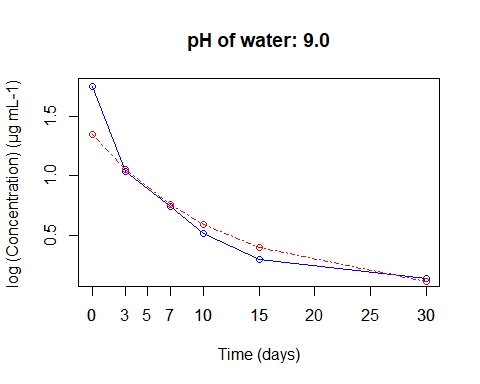 pH of water: 9.0
log (Concentration) (µg mL-1)
1.5
1.0
0.5
0 3 5 7 10 15 20 25 30
Time (days)